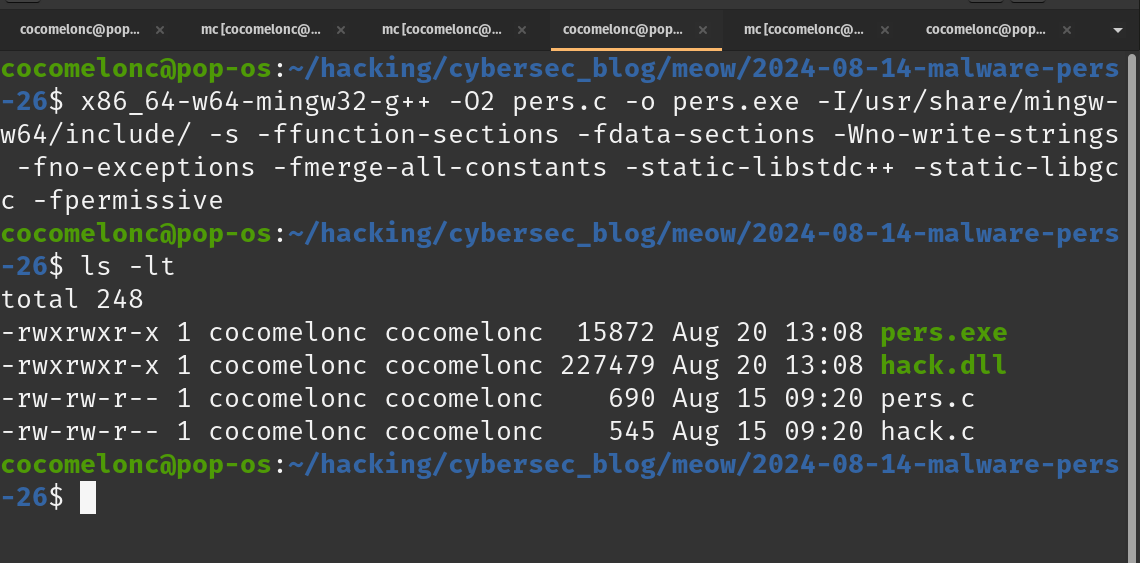 cocomelonc@pop... × mc [cocomelonc@... × mc [cocomelonc@... × cocomelonc@pop... × mc [cocomelonc@... × cocomelonc@pop... ×
cocomelonc@pop-os:~/hacking/cybersec_blog/meow/2024-08-14-malware-pers
-26$ x86_64-w64-mingw32-g++ -O2 pers.c -o pers.exe -I/usr/share/mingw-
w64/include/ -s -ffunction-sections -fdata-sections -Wno-write-strings
 -fno-exceptions -fmerge-all-constants -static-libstdc++ -static-libgc
c -fpermissive
cocomelonc@pop-os:~/hacking/cybersec_blog/meow/2024-08-14-malware-pers
-26$ ls -lt
total 248
-rwxrwxr-x 1 cocomelonc cocomelonc  15872 Aug 20 13:08 pers.exe
-rwxrwxr-x 1 cocomelonc cocomelonc 227479 Aug 20 13:08 hack.dll
-rw-rw-r-- 1 cocomelonc cocomelonc    690 Aug 15 09:20 pers.c
-rw-rw-r-- 1 cocomelonc cocomelonc    545 Aug 15 09:20 hack.c
cocomelonc@pop-os:~/hacking/cybersec_blog/meow/2024-08-14-malware-pers
-26$